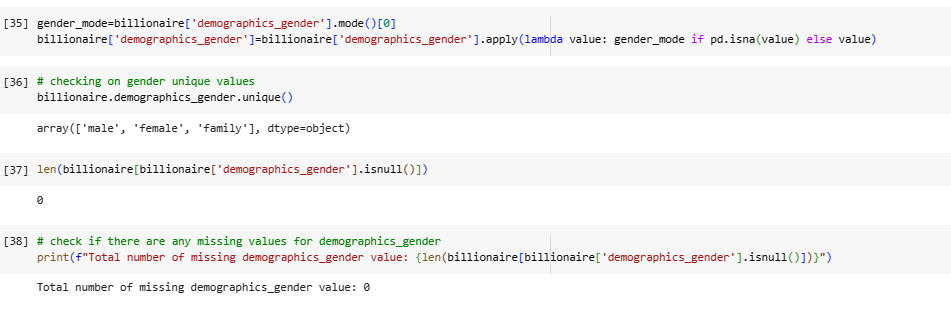 [35] gender_mode=billionaire['demographics_gender'].mode()[0]
billionaire['demographics_gender']=billionaire['demographics_gender'].apply(lambda value: gender_mode if pd.isna(value) else value)
[36] # checking on gender unique values
billionaire.demographics_gender.unique()
array(['male', 'female', 'family'], dtype=object)
[37] len(billionaire[billionaire['demographics_gender'].isnull()])
0
[38] # check if there are any missing values for demographics_gender
print(f"Total number of missing demographics_gender value: {len(billionaire[billionaire['demographics_gender'].isnull()])}")
Total number of missing demographics_gender value: 0